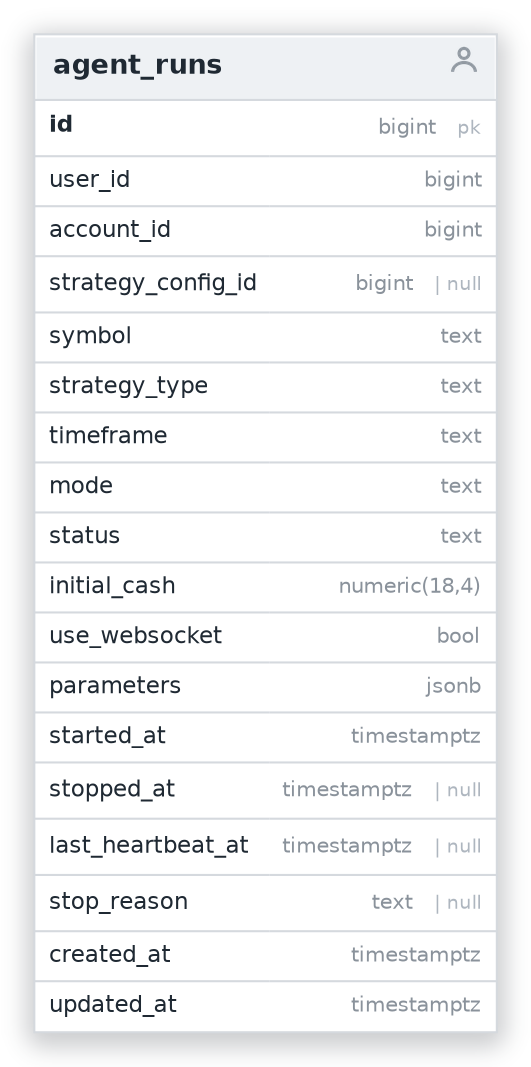 agent_runs
id bigint pk
user_id bigint
account_id bigint
strategy_config_id bigint | null
symbol text
strategy_type text
timeframe text
mode text
status text
initial_cash numeric(18,4)
use_websocket bool
parameters jsonb
started_at timestamptz
stopped_at timestamptz | null
last_heartbeat_at timestamptz | null
stop_reason text | null
created_at timestamptz
updated_at timestamptz